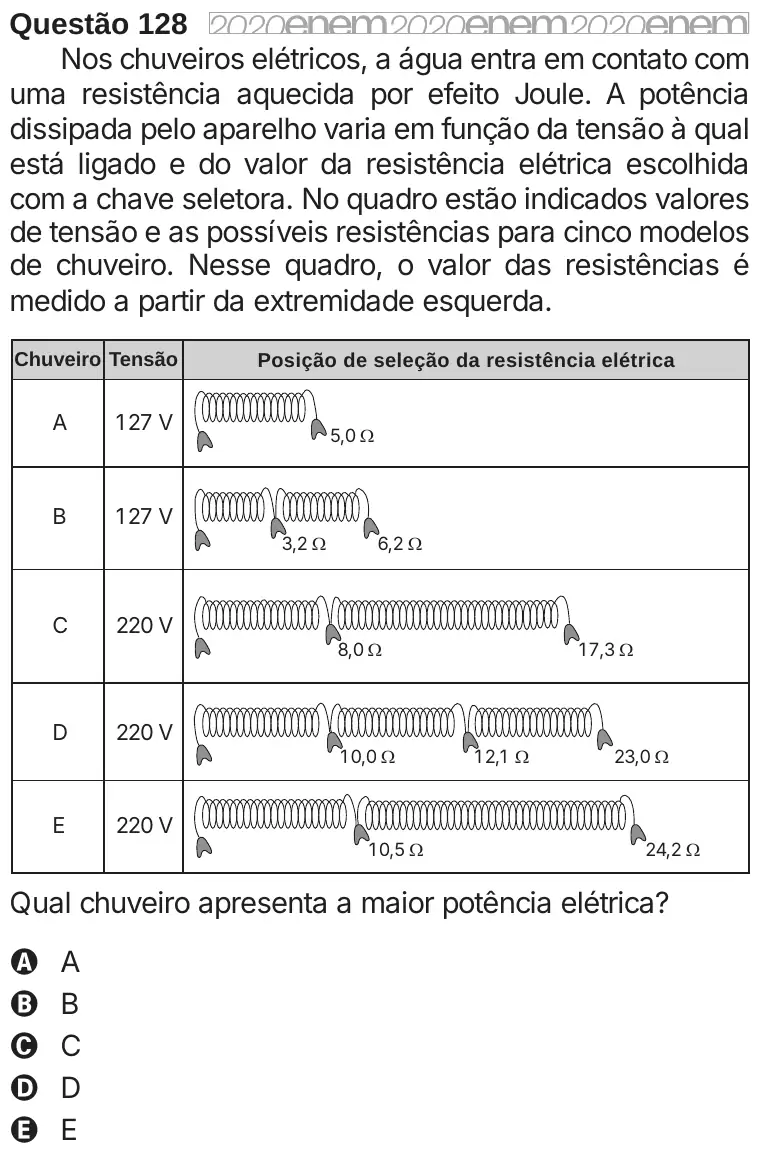 Questão 128 2020enem2020enem2020enem
Nos chuveiros elétricos, a água entra em contato com
uma resistência aquecida por efeito Joule. A potência
dissipada pelo aparelho varia em função da tensão à qual
está ligado e do valor da resistência elétrica escolhida
com a chave seletora. No quadro estão indicados valores
de tensão e as possíveis resistências para cinco modelos
de chuveiro. Nesse quadro, o valor das resistências é
medido a partir da extremidade esquerda.
Chuveiro Tensão Posição de seleção da resistência elétrica
A 127 V 5,0 Ω
B 127 V 3,2 Ω 6,2 Ω
C 220 V 8,0 Ω 17,3 Ω
D 220 V 10,0 Ω 12,1 Ω 23,0 Ω
E 220 V 10,5 Ω 24,2 Ω
Qual chuveiro apresenta a maior potência elétrica?
A A
B B
C C
D D
E E